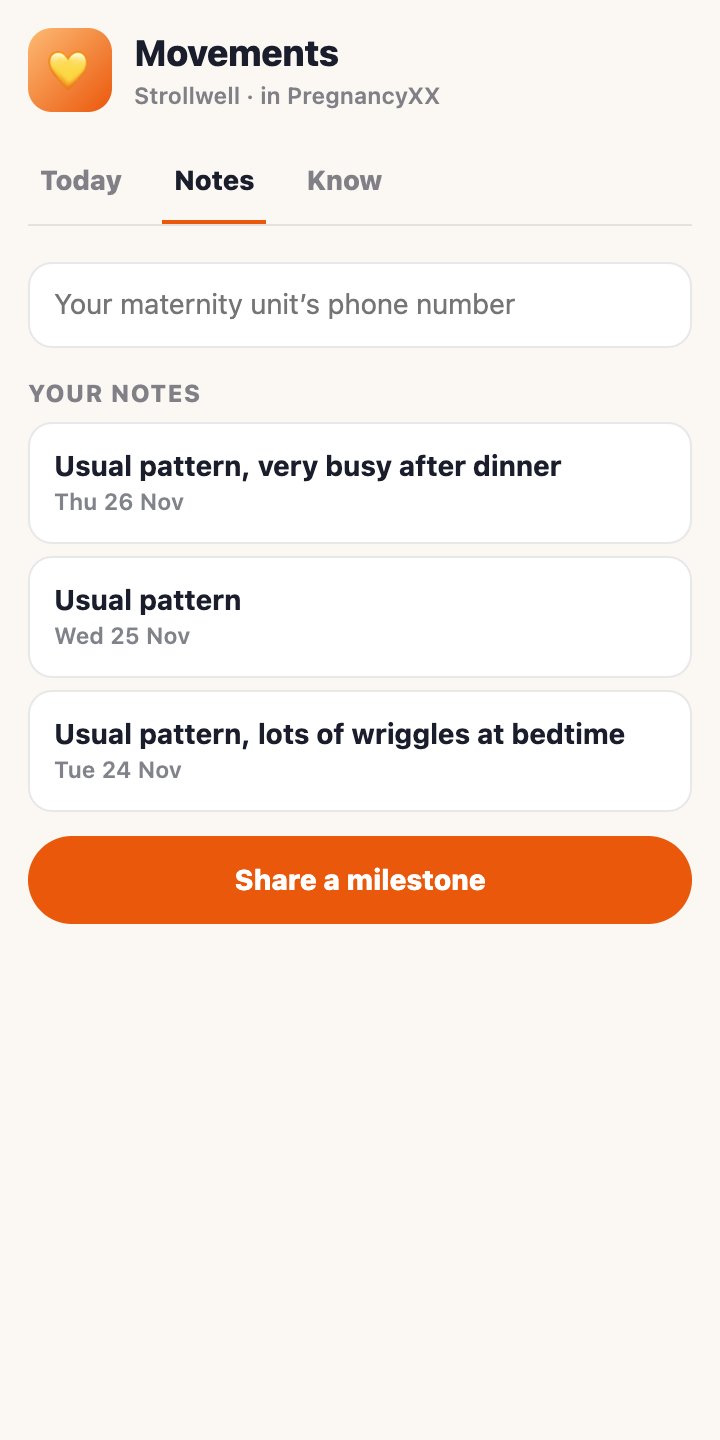 Movements
Strollwell · in PregnancyXX
Today Notes Know
Your maternity unit’s phone number
YOUR NOTES
Usual pattern, very busy after dinner
Thu 26 Nov
Usual pattern
Wed 25 Nov
Usual pattern, lots of wriggles at bedtime
Tue 24 Nov
Share a milestone